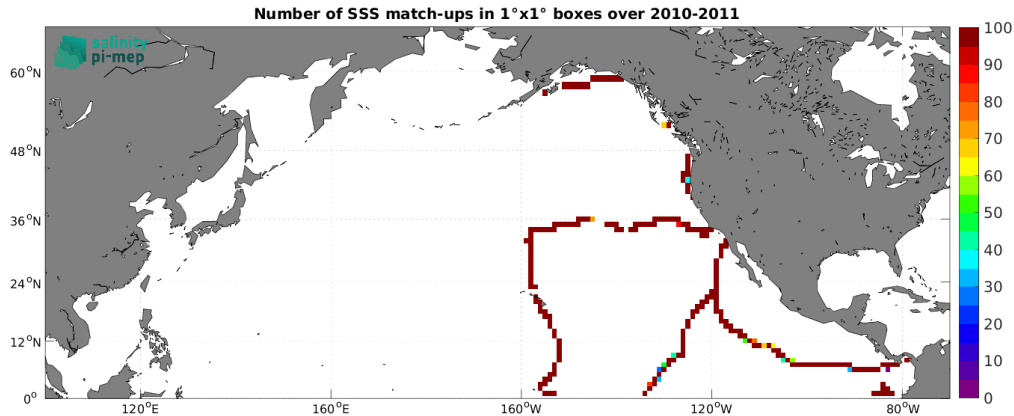 Number of SSS match-ups in 1°x1° boxes over 2010-2011
salinity
pi-mep
60°N
48°N
36°N
24°N
12°N
0°
120°E
160°E
160°W
120°W
80°W
100
90
80
70
60
50
40
30
20
10
0